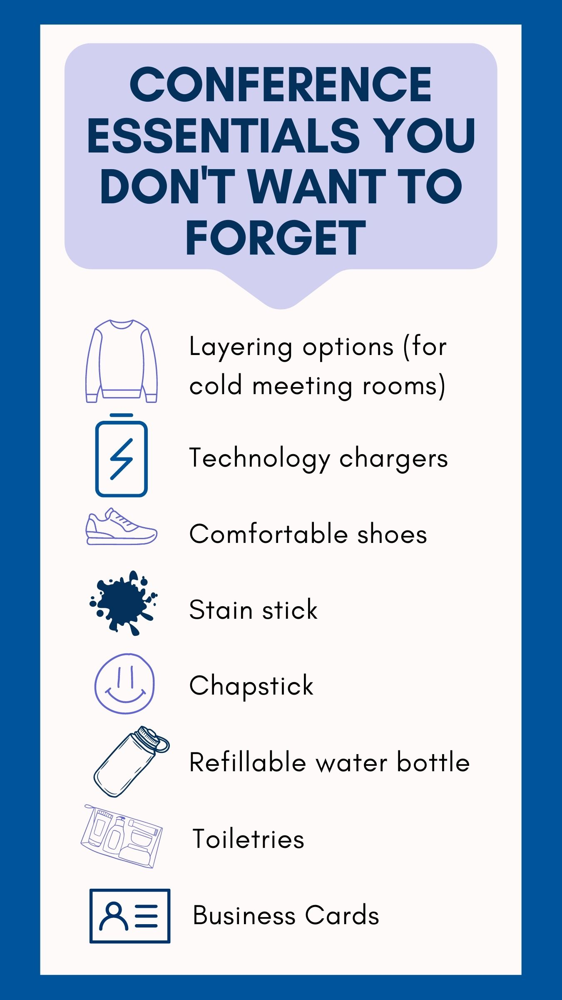 CONFERENCE
ESSENTIALS YOU
DON'T WANT TO
FORGET
Layering options (for
cold meeting rooms)
Technology chargers
Comfortable shoes
Stain stick
Chapstick
Refillable water bottle
Toiletries
Business Cards